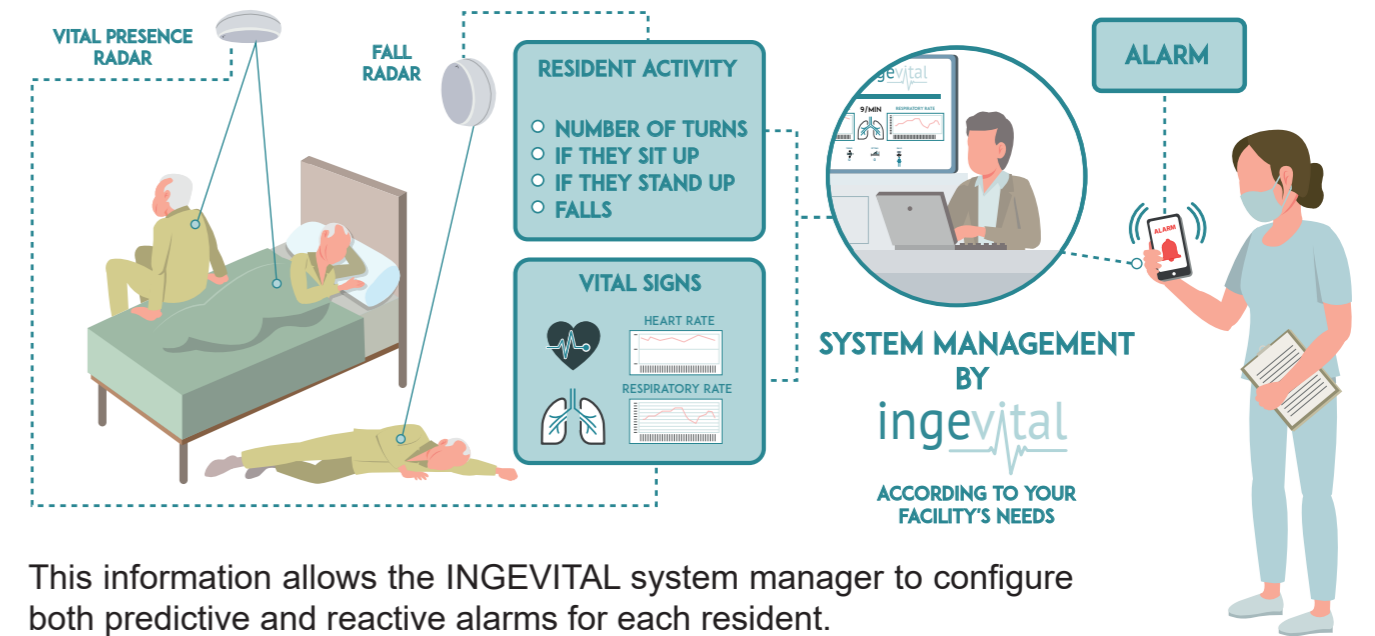 VITAL PRESENCE
RADAR
FALL
RADAR
RESIDENT ACTIVITY
NUMBER OF TURNS
IF THEY SIT UP
IF THEY STAND UP
FALLS
VITAL SIGNS
HEART RATE
RESPIRATORY RATE
gevital
9/MIN
RESPIRATORY RATE
SYSTEM MANAGEMENT
BY
ingevital
ACCORDING TO YOUR
FACILITY'S NEEDS
ALARM
ALARM
This information allows the INGEVITAL system manager to configure
both predictive and reactive alarms for each resident.